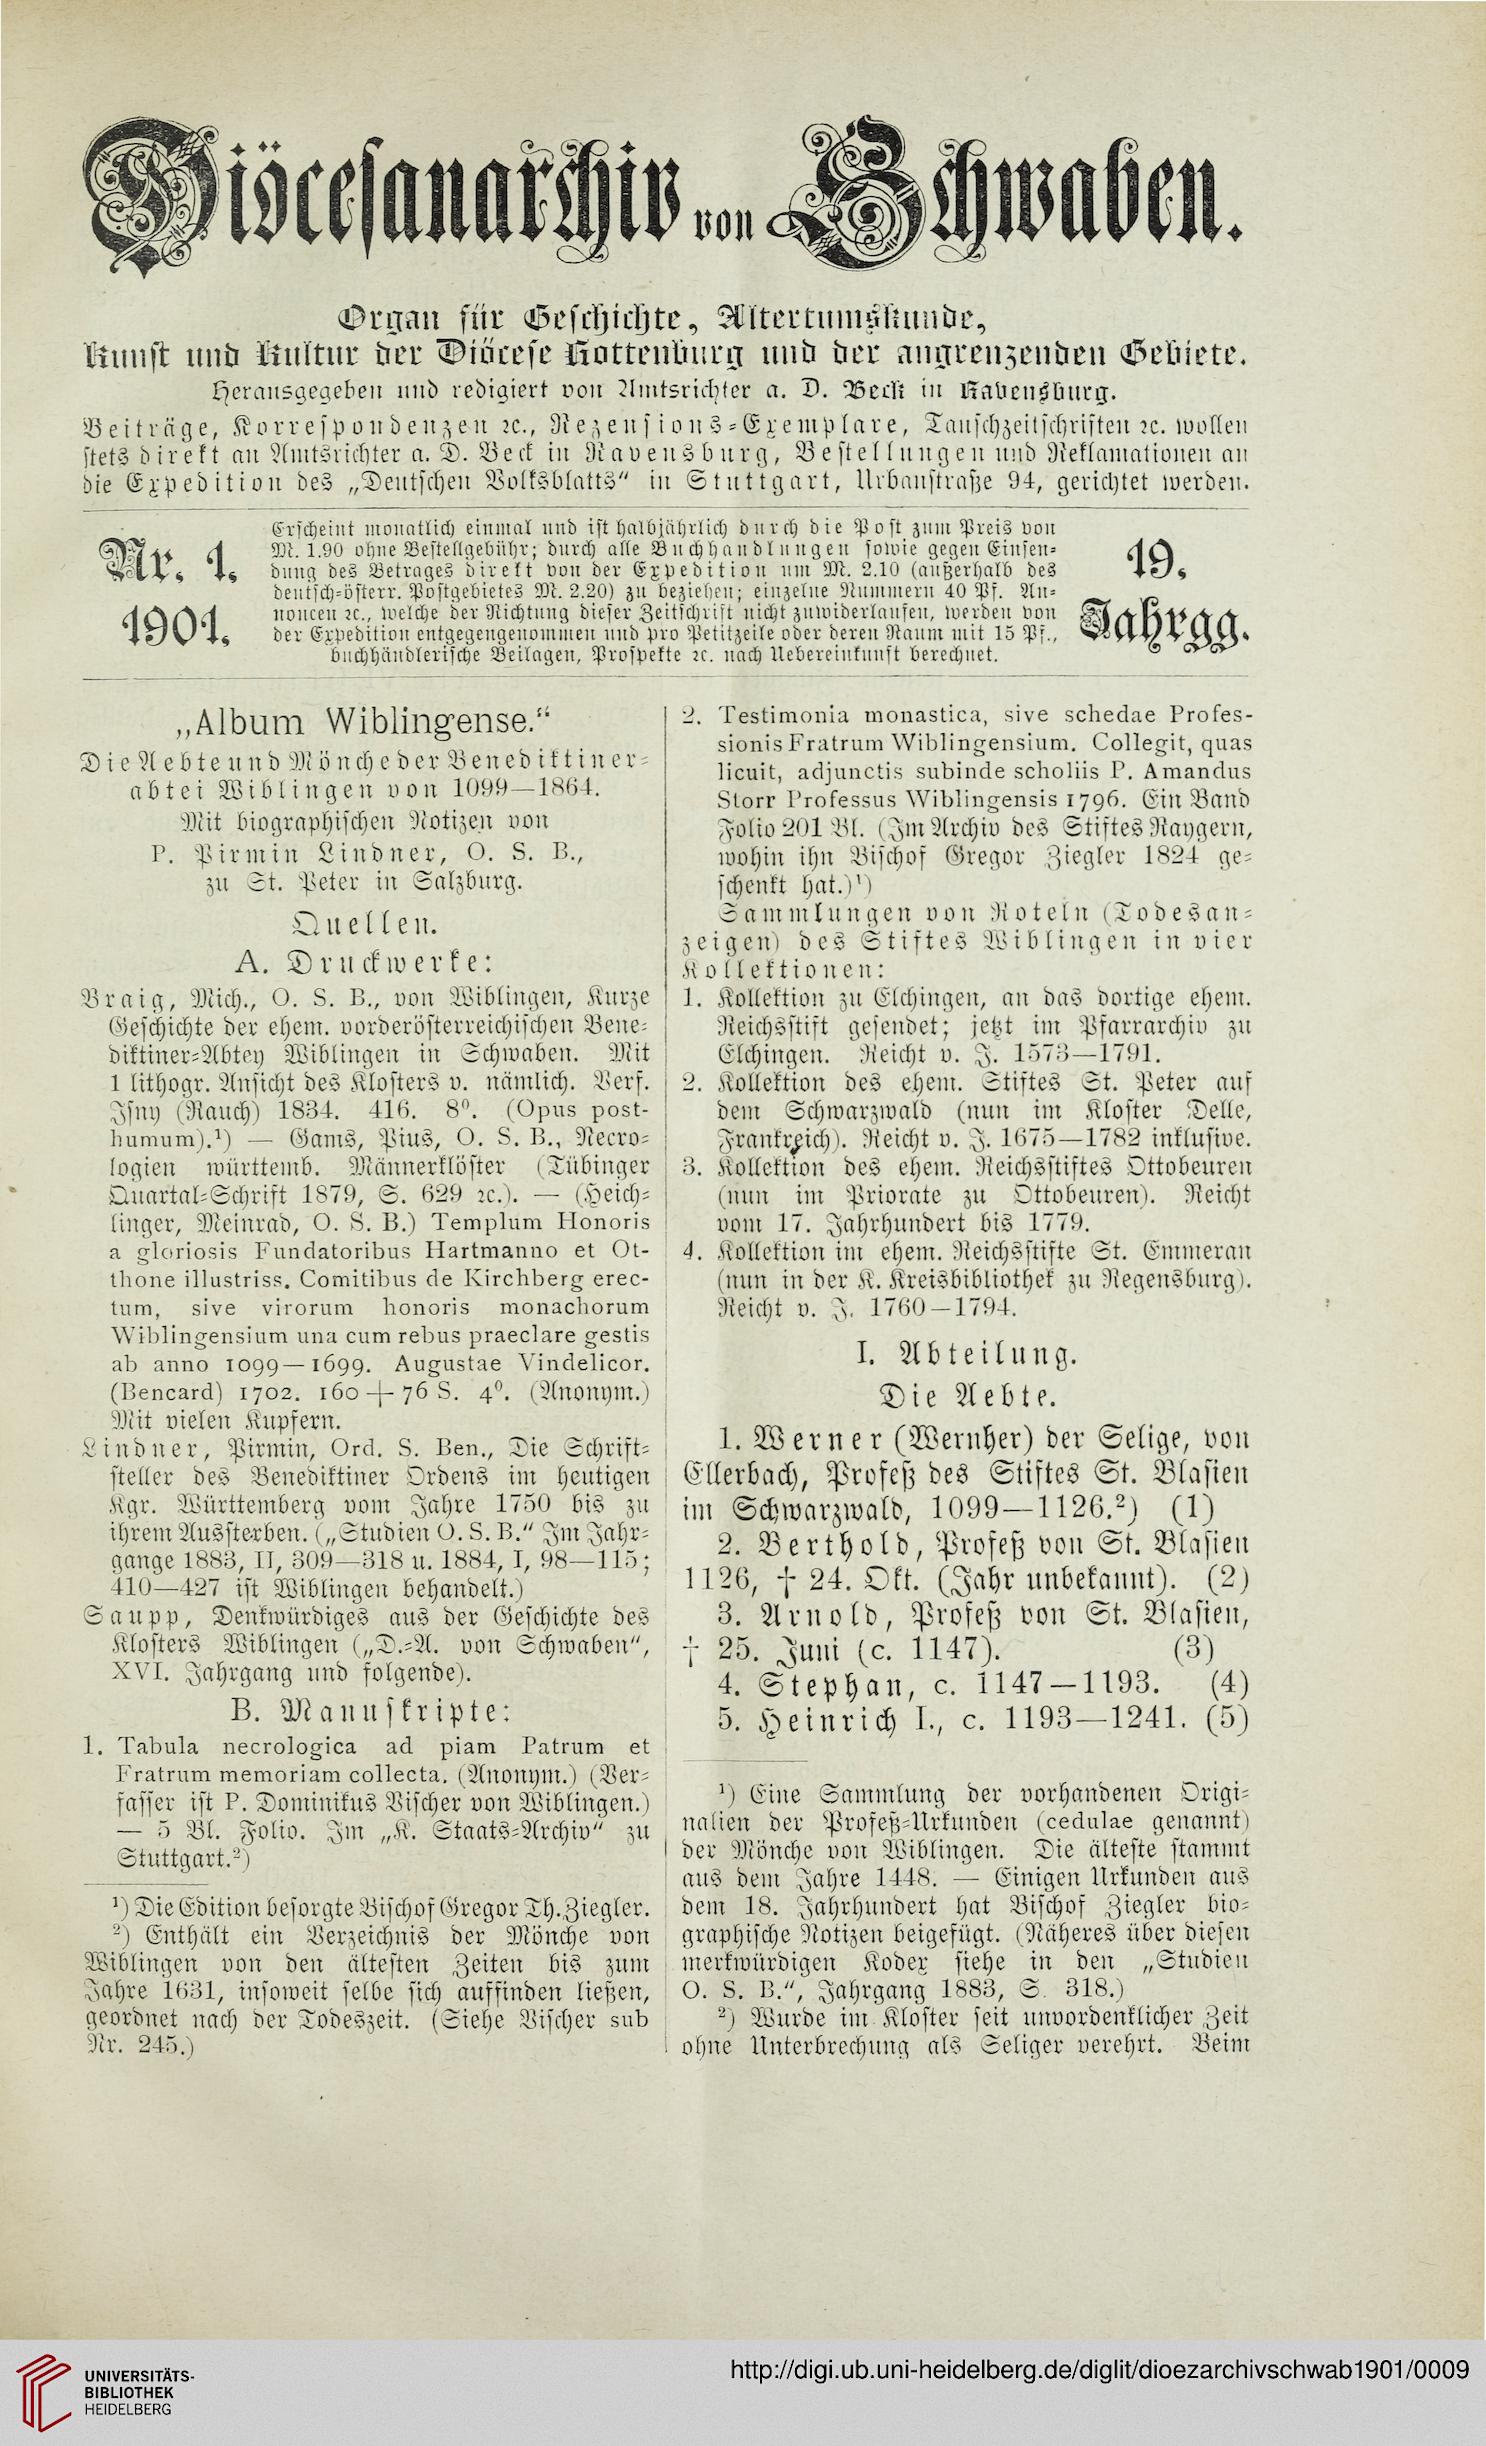 Diöcesanarchiv von Schwaben.
Organ für Geschichte, Altertumskunde,
Kunst und Kultur der Diöcese Rottenburg und der angrenzenden Gebiete.
Herausgegeben und redigiert von Amtsrichter a. D. Beck in Ravensburg.
Beiträge, Korrespondenzen ꝛc., Rezensions-Exemplare, Tauschzeitschriften ꝛc. wollen
stets direkt an Amtsrichter a. D. Beck in Ravensburg, Bestellungen und Reklamationen an
die Expedition des „Deutschen Volksblatts“ in Stuttgart, Urbanstraße 94, gerichtet werden.
Nr. 1.
1901.
Erscheint monatlich einmal und ist halbjährlich durch die Post zum Preis von
M. 1.90 ohne Bestellgebühr; durch alle Buchhandlungen sowie gegen Einsen-
dung des Betrages direkt von der Expedition um M. 2.10 (außerhalb des
deutsch-österr. Postgebietes M. 2.20) zu beziehen; einzelne Nummern 40 Pf. An-
noncen ꝛc., welche der Richtung dieser Zeitschrift nicht zuwiderlaufen, werden von
der Expedition entgegengenommen und pro Petitzeile oder deren Raum mit 15 Pf.,
buchhändlerische Beilagen, Prospekte ꝛc. nach Uebereinkunft berechnet.
19.
Jahrgg.
„Album Wiblingense.“
Die Aebte und Mönche der Benediktiner-
abtei Wiblingen von 1099—1864.
Mit biographischen Notizen von
P. Pirmin Lindner, O. S. B.,
zu St. Peter in Salzburg.
Quellen.
A. Druckwerke:
Braig, Mich., O. S. B., von Wiblingen, Kurze
Geschichte der ehem. vorderösterreichischen Bene-
diktiner-Abtey Wiblingen in Schwaben. Mit
1 lithogr. Ansicht des Klosters v. nämlich. Verf.
Isny (Rauch) 1834. 416. 8⁰. (Opus post-
humum).¹) — Gams, Pius, O. S. B., Necro-
logien württemb. Männerklöster (Tübinger
Quartal-Schrift 1879, S. 629 ꝛc.). — (Heich-
linger, Meinrad, O. S. B.) Templum Honoris
a gloriosis Fundatoribus Hartmanno et Ot-
thone illustriss. Comitibus de Kirchberg erec-
tum, sive virorum honoris monachorum
Wiblingensium una cum rebus praeclare gestis
ab anno 1099—1699. Augustae Vindelicor.
(Bencard) 1702. 160 + 76 S. 4⁰. (Anonym.)
Mit vielen Kupfern.
Lindner, Pirmin, Ord. S. Ben., Die Schrift-
steller des Benediktiner Ordens im heutigen
Kgr. Württemberg vom Jahre 1750 bis zu
ihrem Aussterben. („Studien O. S. B.“ Im Jahr-
gange 1883, II, 309—318 u. 1884, I, 98—115;
410—427 ist Wiblingen behandelt.)
Saupp, Denkwürdiges aus der Geschichte des
Klosters Wiblingen („D.-A. von Schwaben“,
XVI. Jahrgang und folgende).
B. Manuskripte:
1. Tabula necrologica ad piam Patrum et
Fratrum memoriam collecta. (Anonym.) (Ver-
fasser ist P. Dominikus Vischer von Wiblingen.)
— 5 Bl. Folio. Im „K. Staats-Archiv“ zu
Stuttgart.²)
¹) Die Edition besorgte Bischof Gregor Th. Ziegler.
²) Enthält ein Verzeichnis der Mönche von
Wiblingen von den ältesten Zeiten bis zum
Jahre 1631, insoweit selbe sich auffinden ließen,
geordnet nach der Todeszeit. (Siehe Vischer sub
Nr. 245.)
2. Testimonia monastica, sive schedae Profes-
sionis Fratrum Wiblingensium. Collegit, quas
licuit, adjunctis subinde scholiis P. Amandus
Storr Professus Wiblingensis 1796. Ein Band
Folio 201 Bl. (Im Archiv des Stiftes Raygern,
wohin ihn Bischof Gregor Ziegler 1824 ge-
schenkt hat.)¹)
Sammlungen von Roteln (Todesan-
zeigen) des Stiftes Wiblingen in vier
Kollektionen:
1. Kollektion zu Elchingen, an das dortige ehem.
Reichsstift gesendet; jetzt im Pfarrarchiv zu
Elchingen. Reicht v. J. 1573—1791.
2. Kollektion des ehem. Stiftes St. Peter auf
dem Schwarzwald (nun im Kloster Delle,
Frankreich). Reicht v. J. 1675—1782 inklusive.
3. Kollektion des ehem. Reichsstiftes Ottobeuren
(nun im Priorate zu Ottobeuren). Reicht
vom 17. Jahrhundert bis 1779.
4. Kollektion im ehem. Reichsstifte St. Emmeran
(nun in der K. Kreisbibliothek zu Regensburg).
Reicht v. J. 1760—1794.
I. Abteilung.
Die Aebte.
1. Werner (Wernher) der Selige, von
Ellerbach, Profeß des Stiftes St. Blasien
im Schwarzwald, 1099—1126.²) (1)
2. Berthold, Profeß von St. Blasien
1126, † 24. Okt. (Jahr unbekannt). (2)
3. Arnold, Profeß von St. Blasien,
† 25. Juni (c. 1147). (3)
4. Stephan, c. 1147—1193. (4)
5. Heinrich I., c. 1193—1241. (5)
¹) Eine Sammlung der vorhandenen Origi-
nalien der Profeß-Urkunden (cedulae genannt)
der Mönche von Wiblingen. Die älteste stammt
aus dem Jahre 1448. — Einigen Urkunden aus
dem 18. Jahrhundert hat Bischof Ziegler bio-
graphische Notizen beigefügt. (Näheres über diesen
merkwürdigen Kodex siehe in den „Studien
O. S. B.“, Jahrgang 1883, S. 318.)
²) Wurde im Kloster seit unvordenklicher Zeit
ohne Unterbrechung als Seliger verehrt. Beim
UNIVERSITÄTS-
BIBLIOTHEK
HEIDELBERG
http://digi.ub.uni-heidelberg.de/diglit/dioezarchivschwab1901/0009